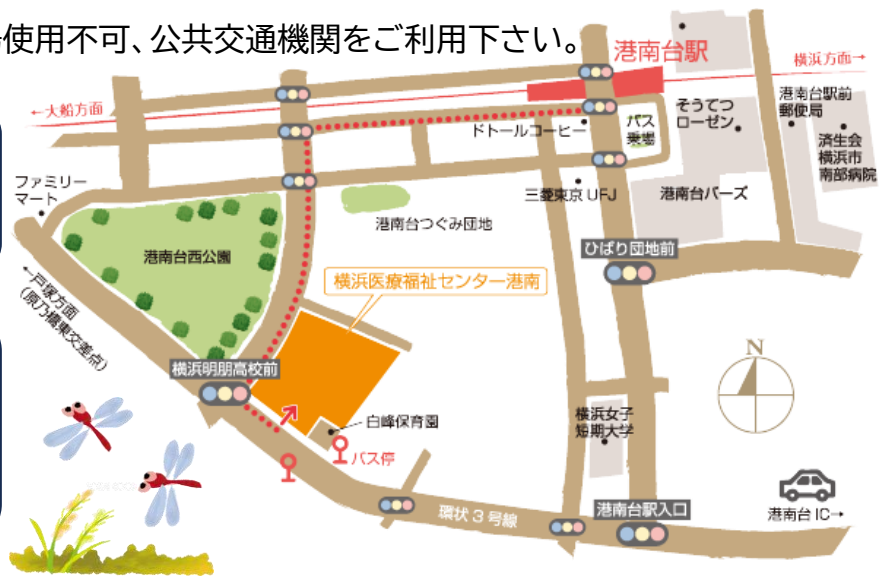 使用不可、公共交通機関をご利用下さい。
港南台駅
横浜方面→
←大船方面
ドトールコーヒー
バス
乗場
そうてつ
ローゼン
港南台駅前
郵便局
済生会
横浜市
南部病院
ファミリー
マート
三菱東京UFJ
港南台バーズ
港南台つぐみ団地
港南台西公園
ひばり団地前
横浜医療福祉センター港南
←戸塚方面
(原乃橋東交差点)
横浜明朋高校前
N
白峰保育園
バス停
横浜女子
短期大学
環状3号線
港南台駅入口
港南台IC→